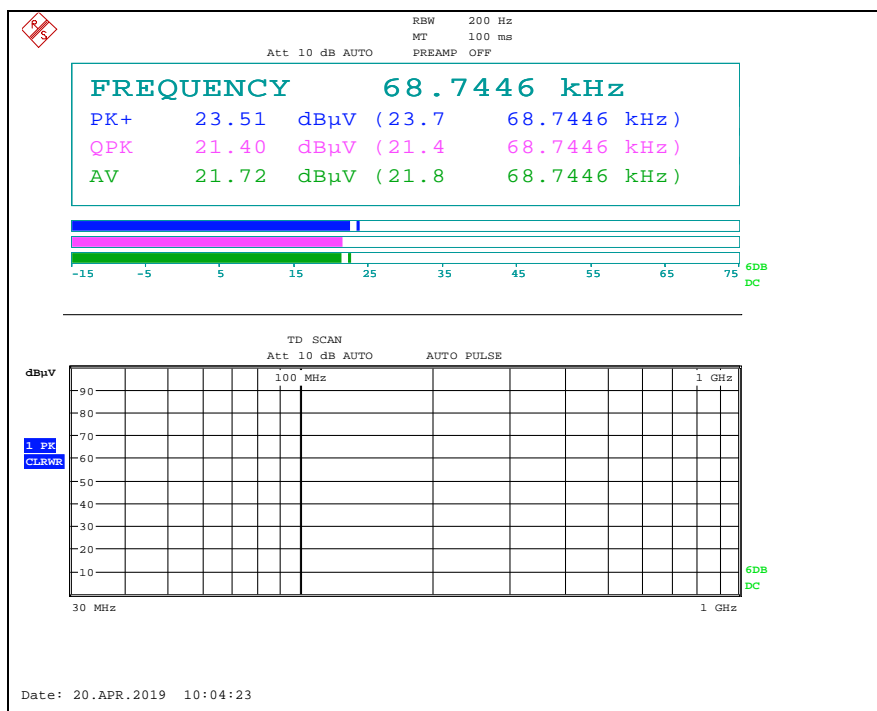 R
S
RBW 200 Hz
MT 100 ms
Att 10 dB AUTO PREAMP OFF
FREQUENCY 68.7446 kHz
PK+ 23.51 dBµV (23.7 68.7446 kHz)
QPK 21.40 dBµV (21.4 68.7446 kHz)
AV 21.72 dBµV (21.8 68.7446 kHz)
-15 -5 5 15 25 35 45 55 65 75
6DB
DC
TD SCAN
Att 10 dB AUTO AUTO PULSE
dBµV
100 MHz 1 GHz
90
80
70
1 PK
CLRWR
60
50
40
30
20
10
6DB
DC
30 MHz 1 GHz
Date: 20.APR.2019 10:04:23